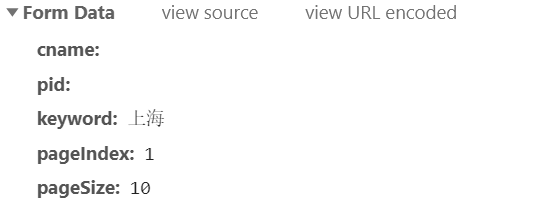 ▼Form Data view source view URL encoded
cname:
pid:
keyword: 上海
pageIndex: 1
pageSize: 10